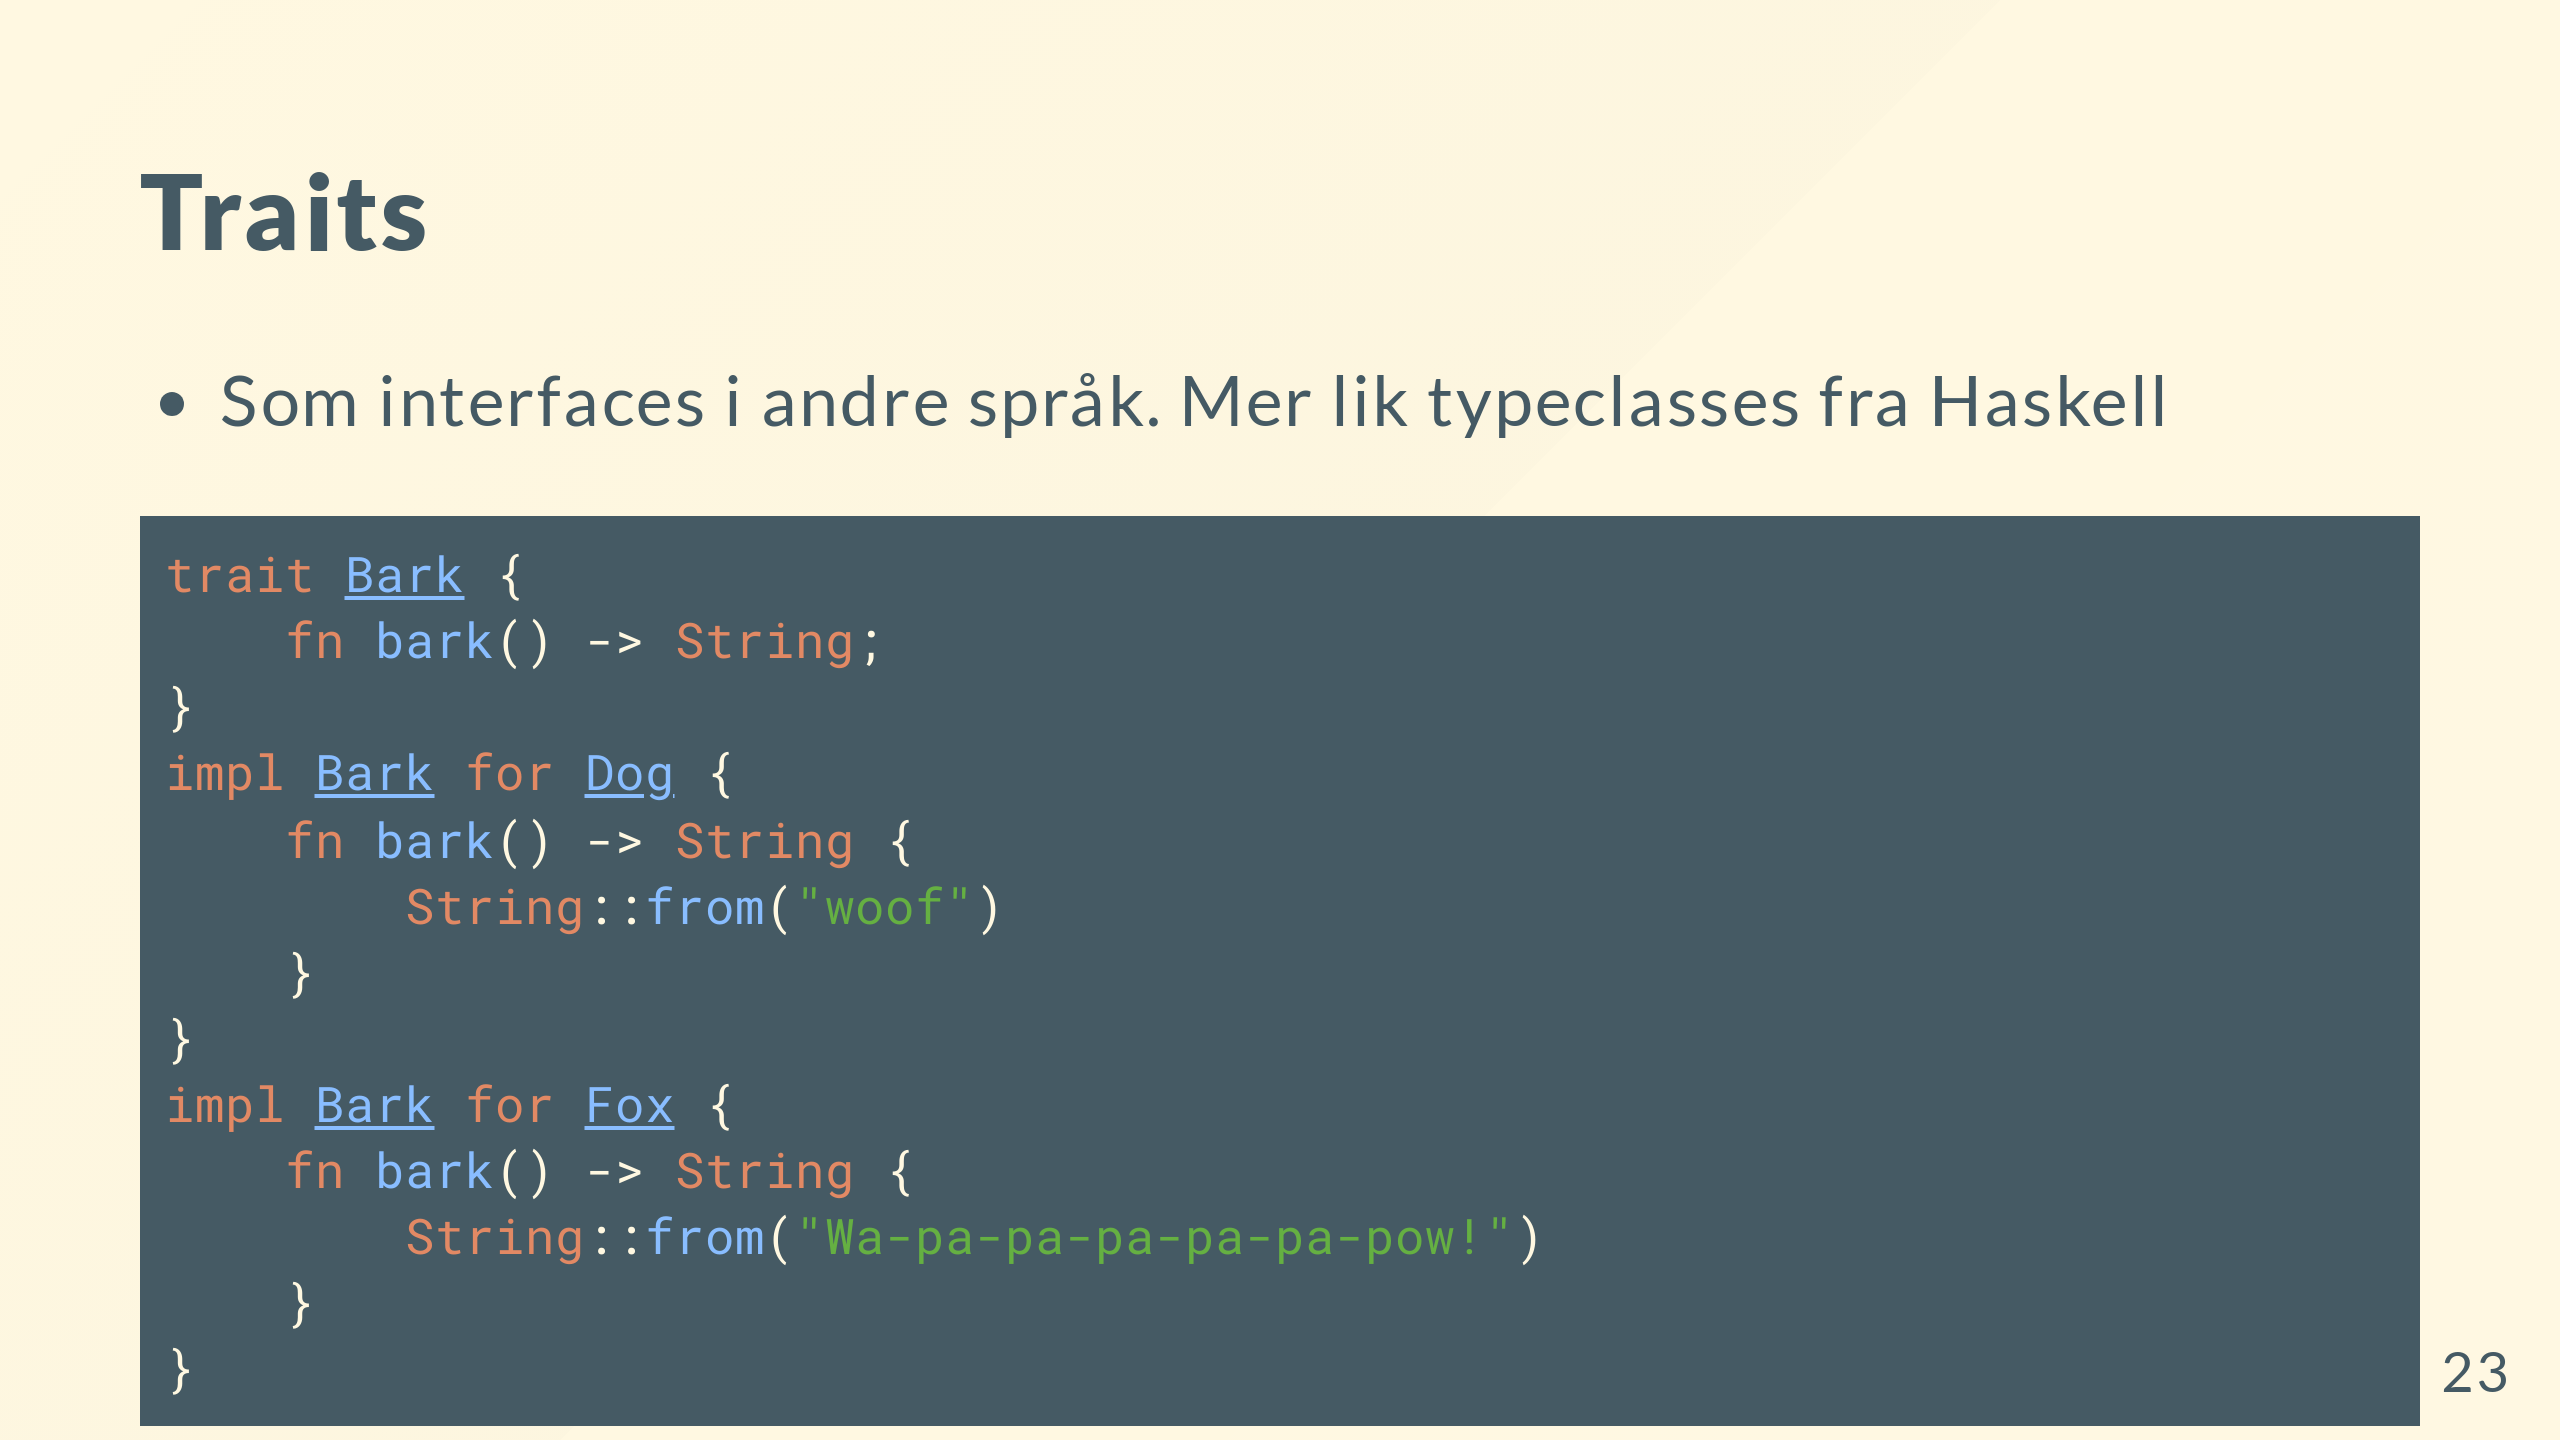 Traits
• Som interfaces i andre språk. Mer lik typeclasses fra Haskell
trait Bark {
    fn bark() -> String;
}
impl Bark for Dog {
    fn bark() -> String {
        String::from("woof")
    }
}
impl Bark for Fox {
    fn bark() -> String {
        String::from("Wa-pa-pa-pa-pa-pa-pow!")
    }
}
23